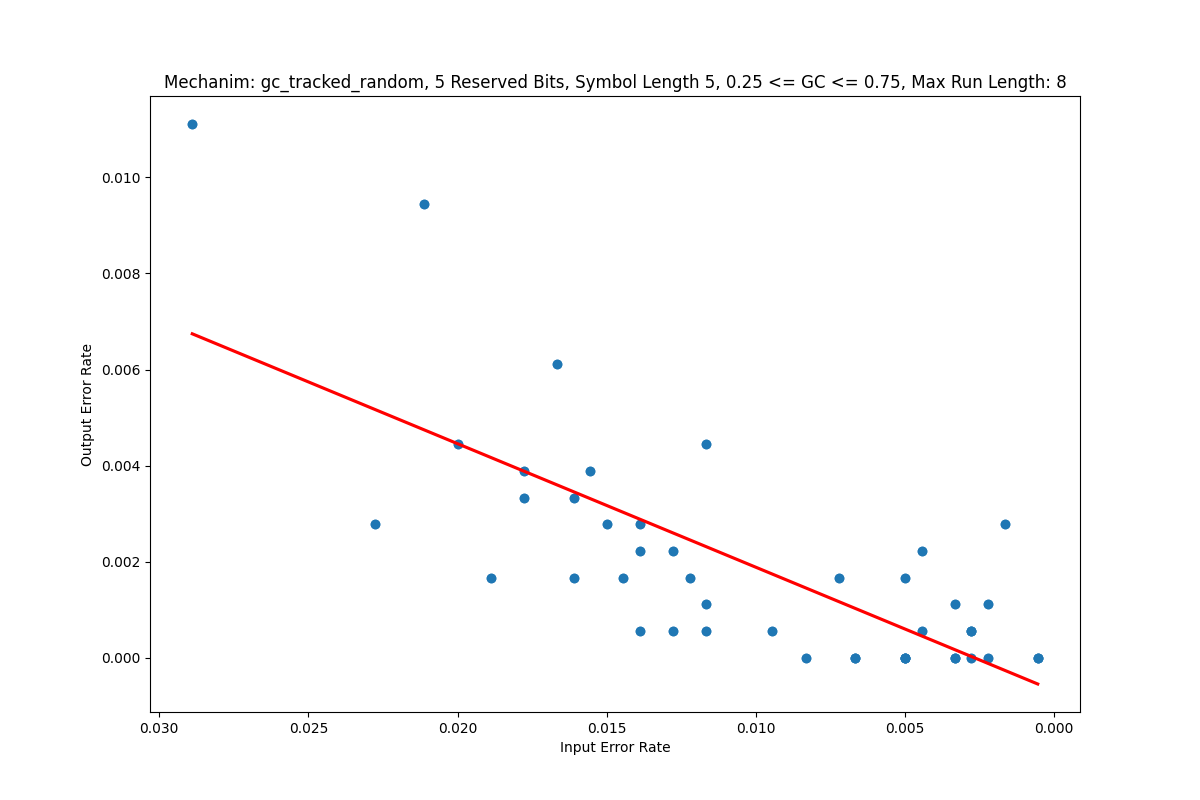 Mechanim: gc_tracked_random, 5 Reserved Bits, Symbol Length 5, 0.25 <= GC <= 0.75, Max Run Length: 8
Output Error Rate
0.010
0.008
0.006
0.004
0.002
0.000
0.030 0.025 0.020 0.015 0.010 0.005 0.000
Input Error Rate